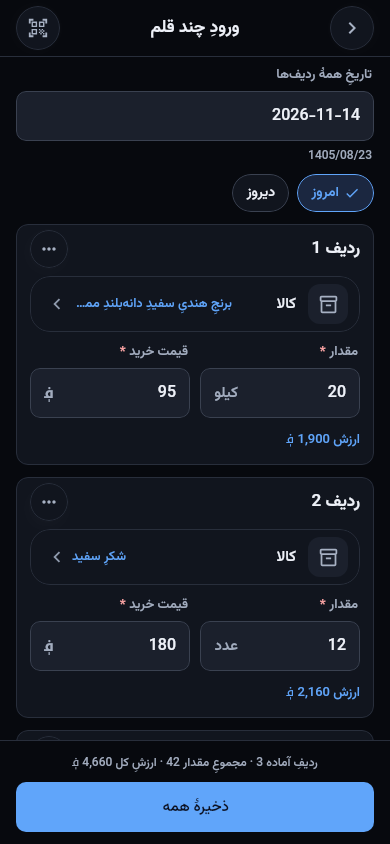 ورودِ چند قلم
تاریخِ همهٔ ردیف‌ها
2026-11-14
1405/08/23
امروز
دیروز
ردیف 1
کالا
برنجِ هندیِ سفیدِ دانه‌بلندِ مم…
مقدار *
قیمت خرید *
20 کیلو
95 ؋
ارزش 1,900 ؋
ردیف 2
کالا
شکرِ سفید
مقدار *
قیمت خرید *
12 عدد
180 ؋
ارزش 2,160 ؋
ردیفِ آماده 3 · مجموعِ مقدار 42 · ارزشِ کل 4,660 ؋
ذخیرهٔ همه